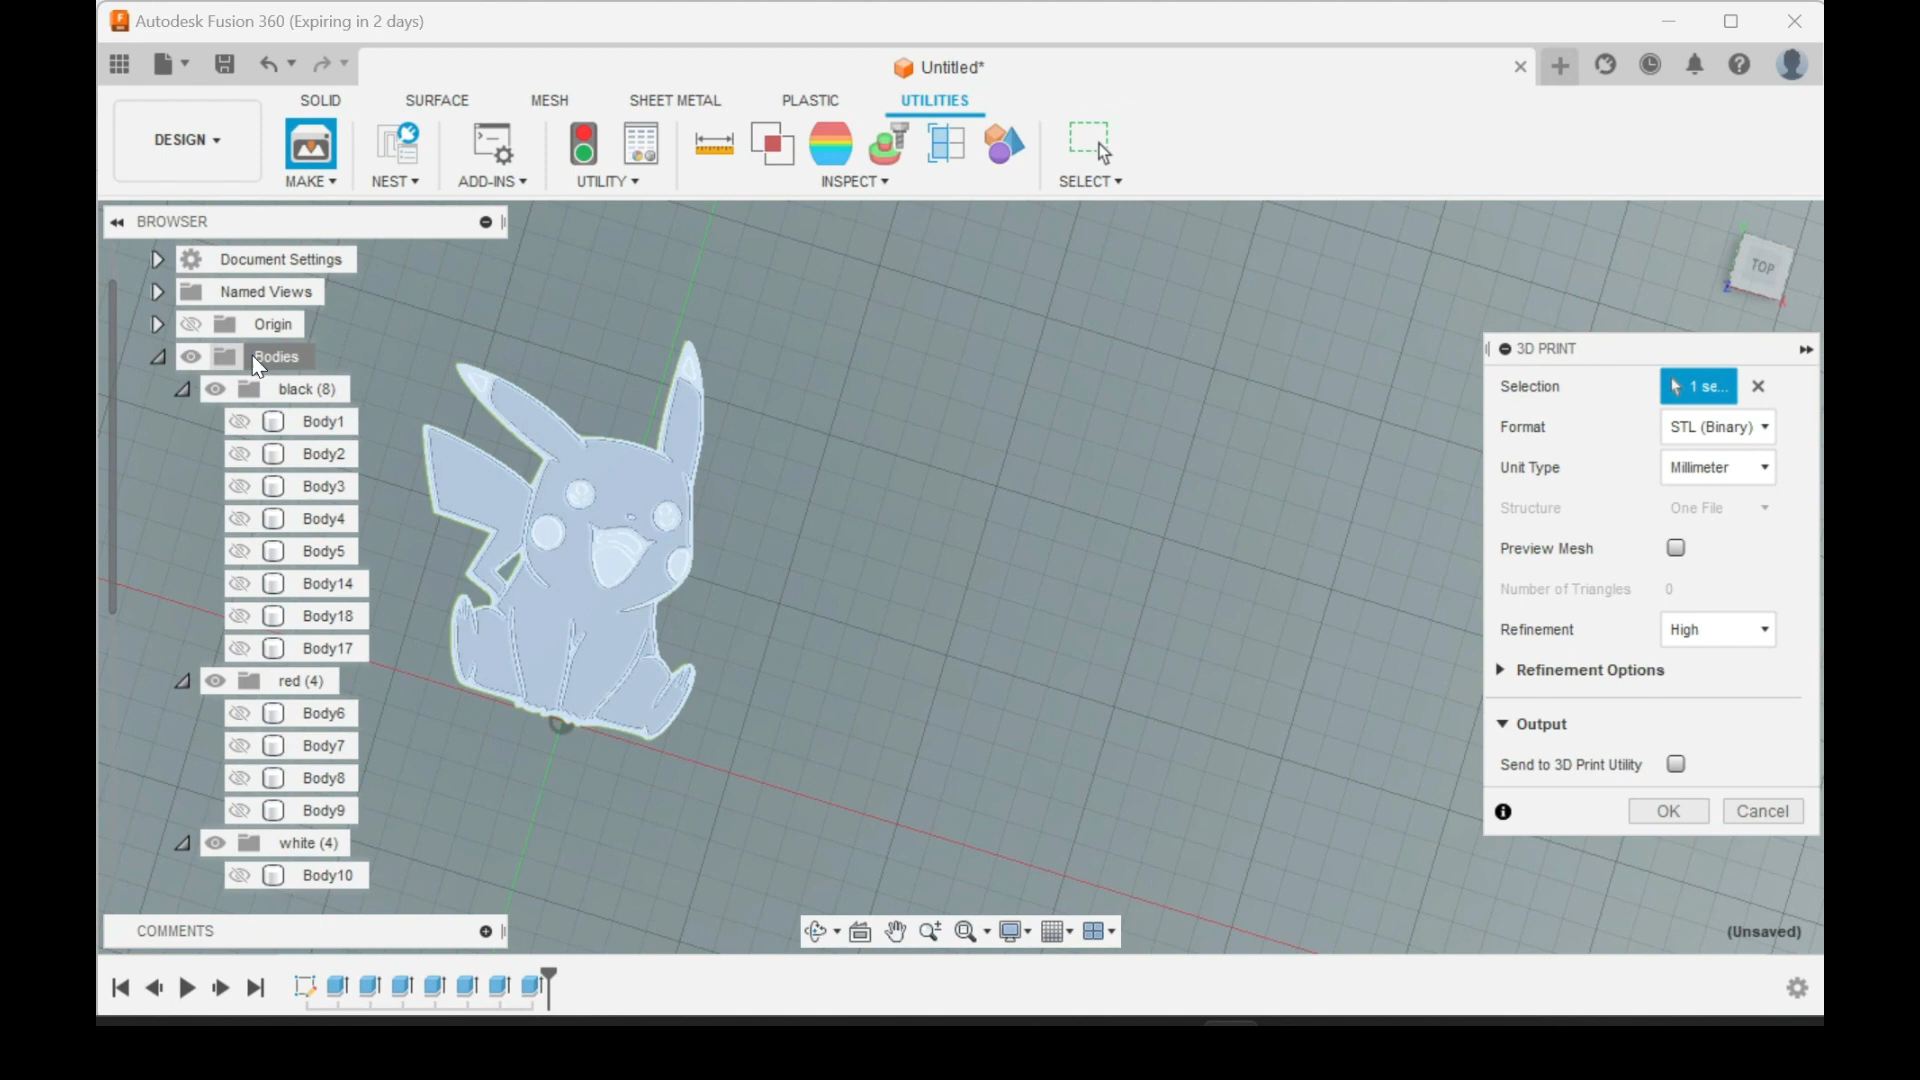 Autodesk Fusion 360 (Expiring in 2 days)
Untitled*
SOLID SURFACE MESH SHEET METAL PLASTIC UTILITIES
DESIGN
MAKE NEST ADD-INS UTILITY INSPECT SELECT
BROWSER
Document Settings
Named Views
Origin
Bodies
black (8)
Body1
Body2
Body3
Body4
Body5
Body14
Body18
Body17
red (4)
Body6
Body7
Body8
Body9
white (4)
Body10
COMMENTS
TOP
Z
X
3D PRINT
Selection 1 se...
Format STL (Binary)
Unit Type Millimeter
Structure One File
Preview Mesh
Number of Triangles 0
Refinement High
Refinement Options
Output
Send to 3D Print Utility
OK Cancel
(Unsaved)